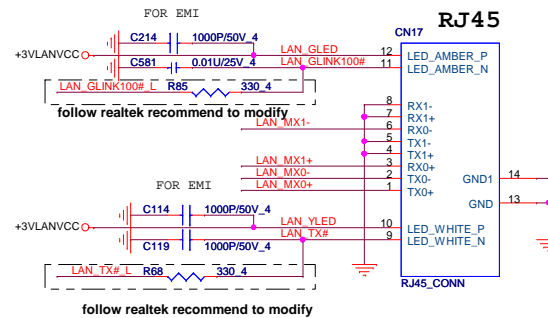 FOR EMI
RJ45
C214 1000P/50V_4
CN17
+3VLANVCC
LAN_GLED 12 LED_AMBER_P
C581 0.01U/25V_4 LAN_GLINK100# 11 LED_AMBER_N
LAN_GLINK100#_L R85 330_4
follow realtek recommend to modify
8 RX1-
7 RX1+
LAN_MX1- 6 RX0-
5 TX1-
4 TX1+
LAN_MX1+ 3 RX0+
LAN_MX0- 2 TX0-
LAN_MX0+ 1 TX0+
GND1 14
GND 13
FOR EMI
C114 1000P/50V_4
+3VLANVCC
LAN_YLED 10 LED_WHITE_P
C119 1000P/50V_4 LAN_TX# 9 LED_WHITE_N
LAN_TX#_L R68 330_4
RJ45_CONN
follow realtek recommend to modify